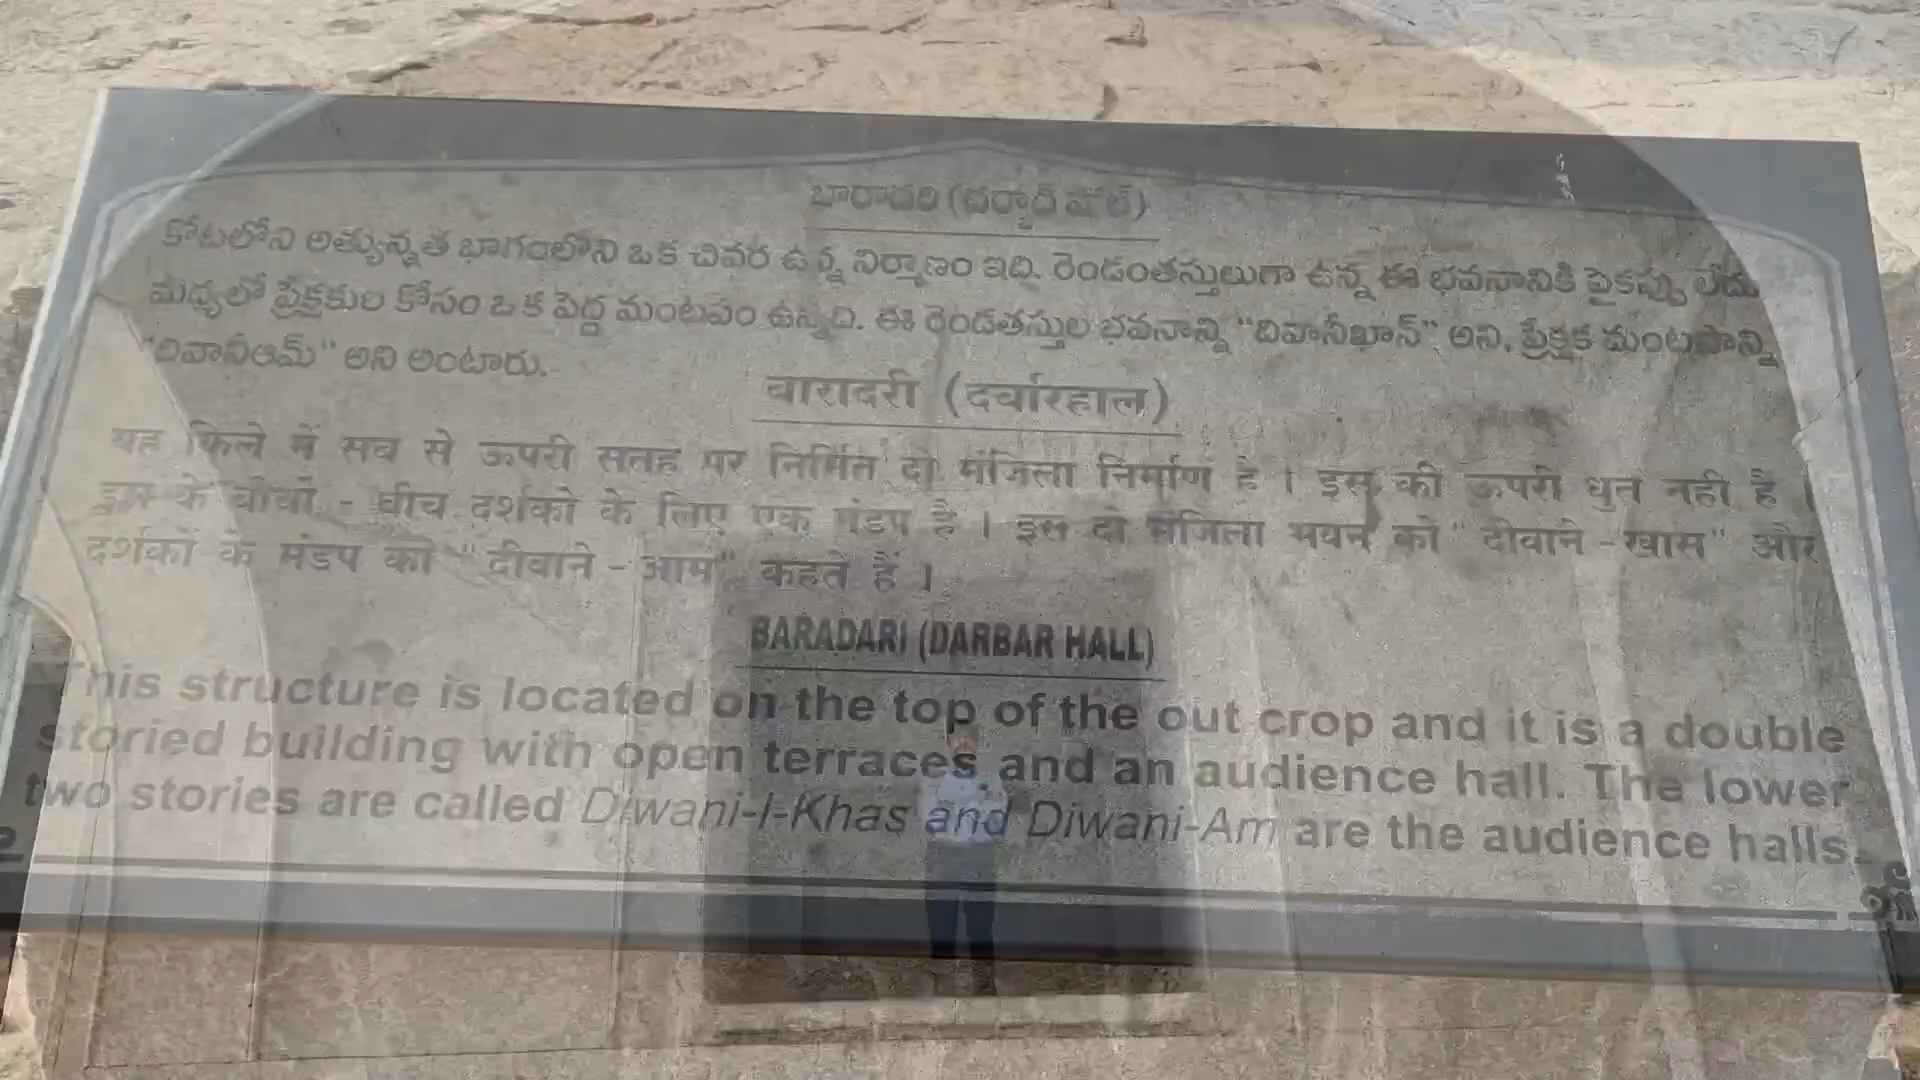 బారాదరి (దర్బార్ హాల్)
కోటలోని అత్యున్నత భాగంలోని ఒక చివర ఉన్న నిర్మాణం ఇది. రెండంతస్తులుగా ఉన్న ఈ భవనానికి పైకప్పు లేదు
మధ్యలో ప్రేక్షకుల కోసం ఒక పెద్ద మంటపం ఉన్నది. ఈ రెండతస్తుల భవనాన్ని "దివానీఖాన్" అని, ప్రేక్షక మంటపాన్ని
"దివానీఆమ్" అని అంటారు.
बारादरी (दर्बारहाल)
यह किले में सब से ऊपरी सतह पर निर्मित दो मंजिला निर्माण है । इस की ऊपरी छत नही है ।
इस के बीचो - बीच दर्शको के लिए एक मंडप है । इस दो मंजिला भवन को "दीवाने - खास" और
दर्शकों के मंडप को "दीवाने - आम" कहते हैं ।
BARADARI (DARBAR HALL)
This structure is located on the top of the out crop and it is a double
storied building with open terraces and an audience hall. The lower
two stories are called Diwani-I-Khas and Diwani-Am are the audience halls.